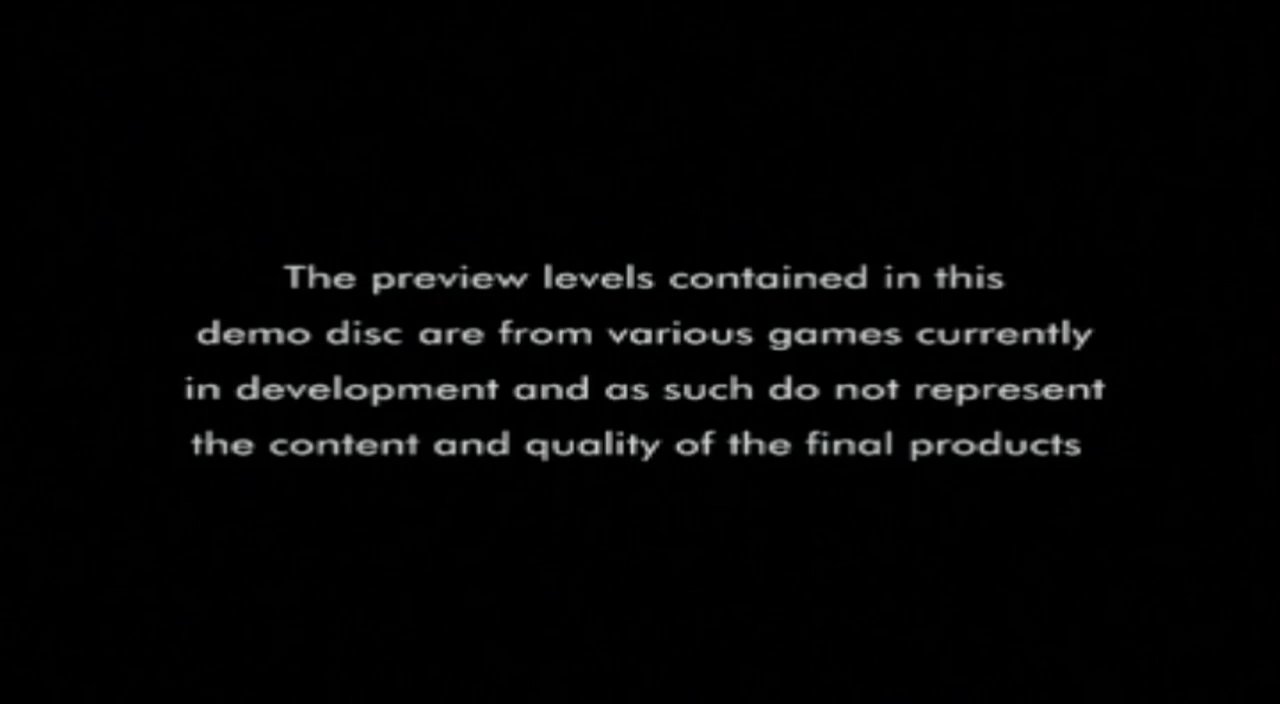 The preview levels contained in this
demo disc are from various games currently
in development and as such do not represent
the content and quality of the final products